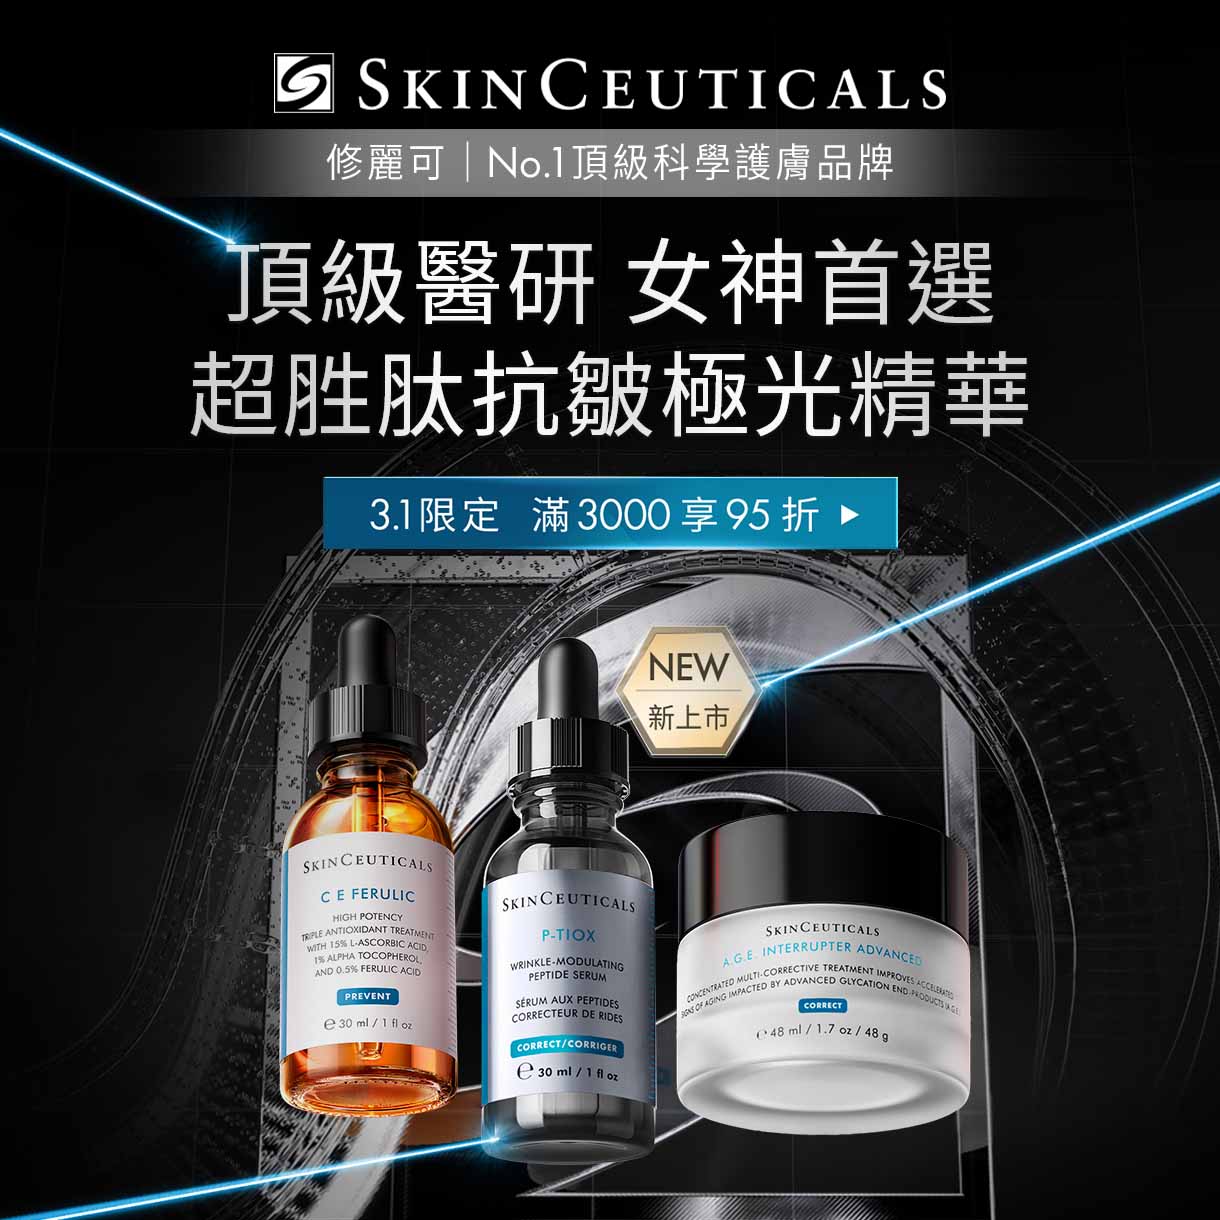 SKINCEUTICALS
修麗可｜No.1頂級科學護膚品牌
頂級醫研 女神首選
超胜肽抗皺極光精華
3.1限定 滿3000享95折
NEW
新上市
SKINCEUTICALS
C E FERULIC
HIGH POTENCY
TRIPLE ANTIOXIDANT TREATMENT
WITH 15% L-ASCORBIC ACID,
1% ALPHA TOCOPHEROL,
AND 0.5% FERULIC ACID
PREVENT
℮ 30 ml / 1 fl oz
SKINCEUTICALS
P-TIOX
WRINKLE-MODULATING
PEPTIDE SERUM
SÉRUM AUX PEPTIDES
CORRECTEUR DE RIDES
CORRECT/CORRIGER
℮ 30 ml / 1 fl oz
SKINCEUTICALS
A.G.E. INTERRUPTER ADVANCED
CONCENTRATED MULTI-CORRECTIVE TREATMENT IMPROVES ACCELERATED
SIGNS OF AGING IMPACTED BY ADVANCED GLYCATION END-PRODUCTS (A.G.E.)
CORRECT
℮ 48 ml / 1.7 oz / 48 g